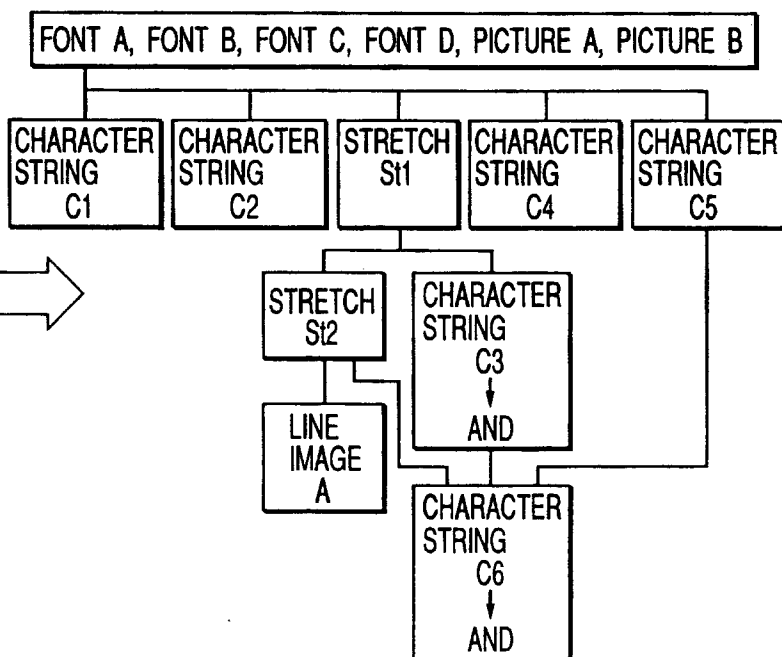 FONT A, FONT B, FONT C, FONT D, PICTURE A, PICTURE B
CHARACTER
STRING
C1
CHARACTER
STRING
C2
STRETCH
St1
CHARACTER
STRING
C4
CHARACTER
STRING
C5
STRETCH
St2
CHARACTER
STRING
C3
AND
LINE
IMAGE
A
CHARACTER
STRING
C6
AND